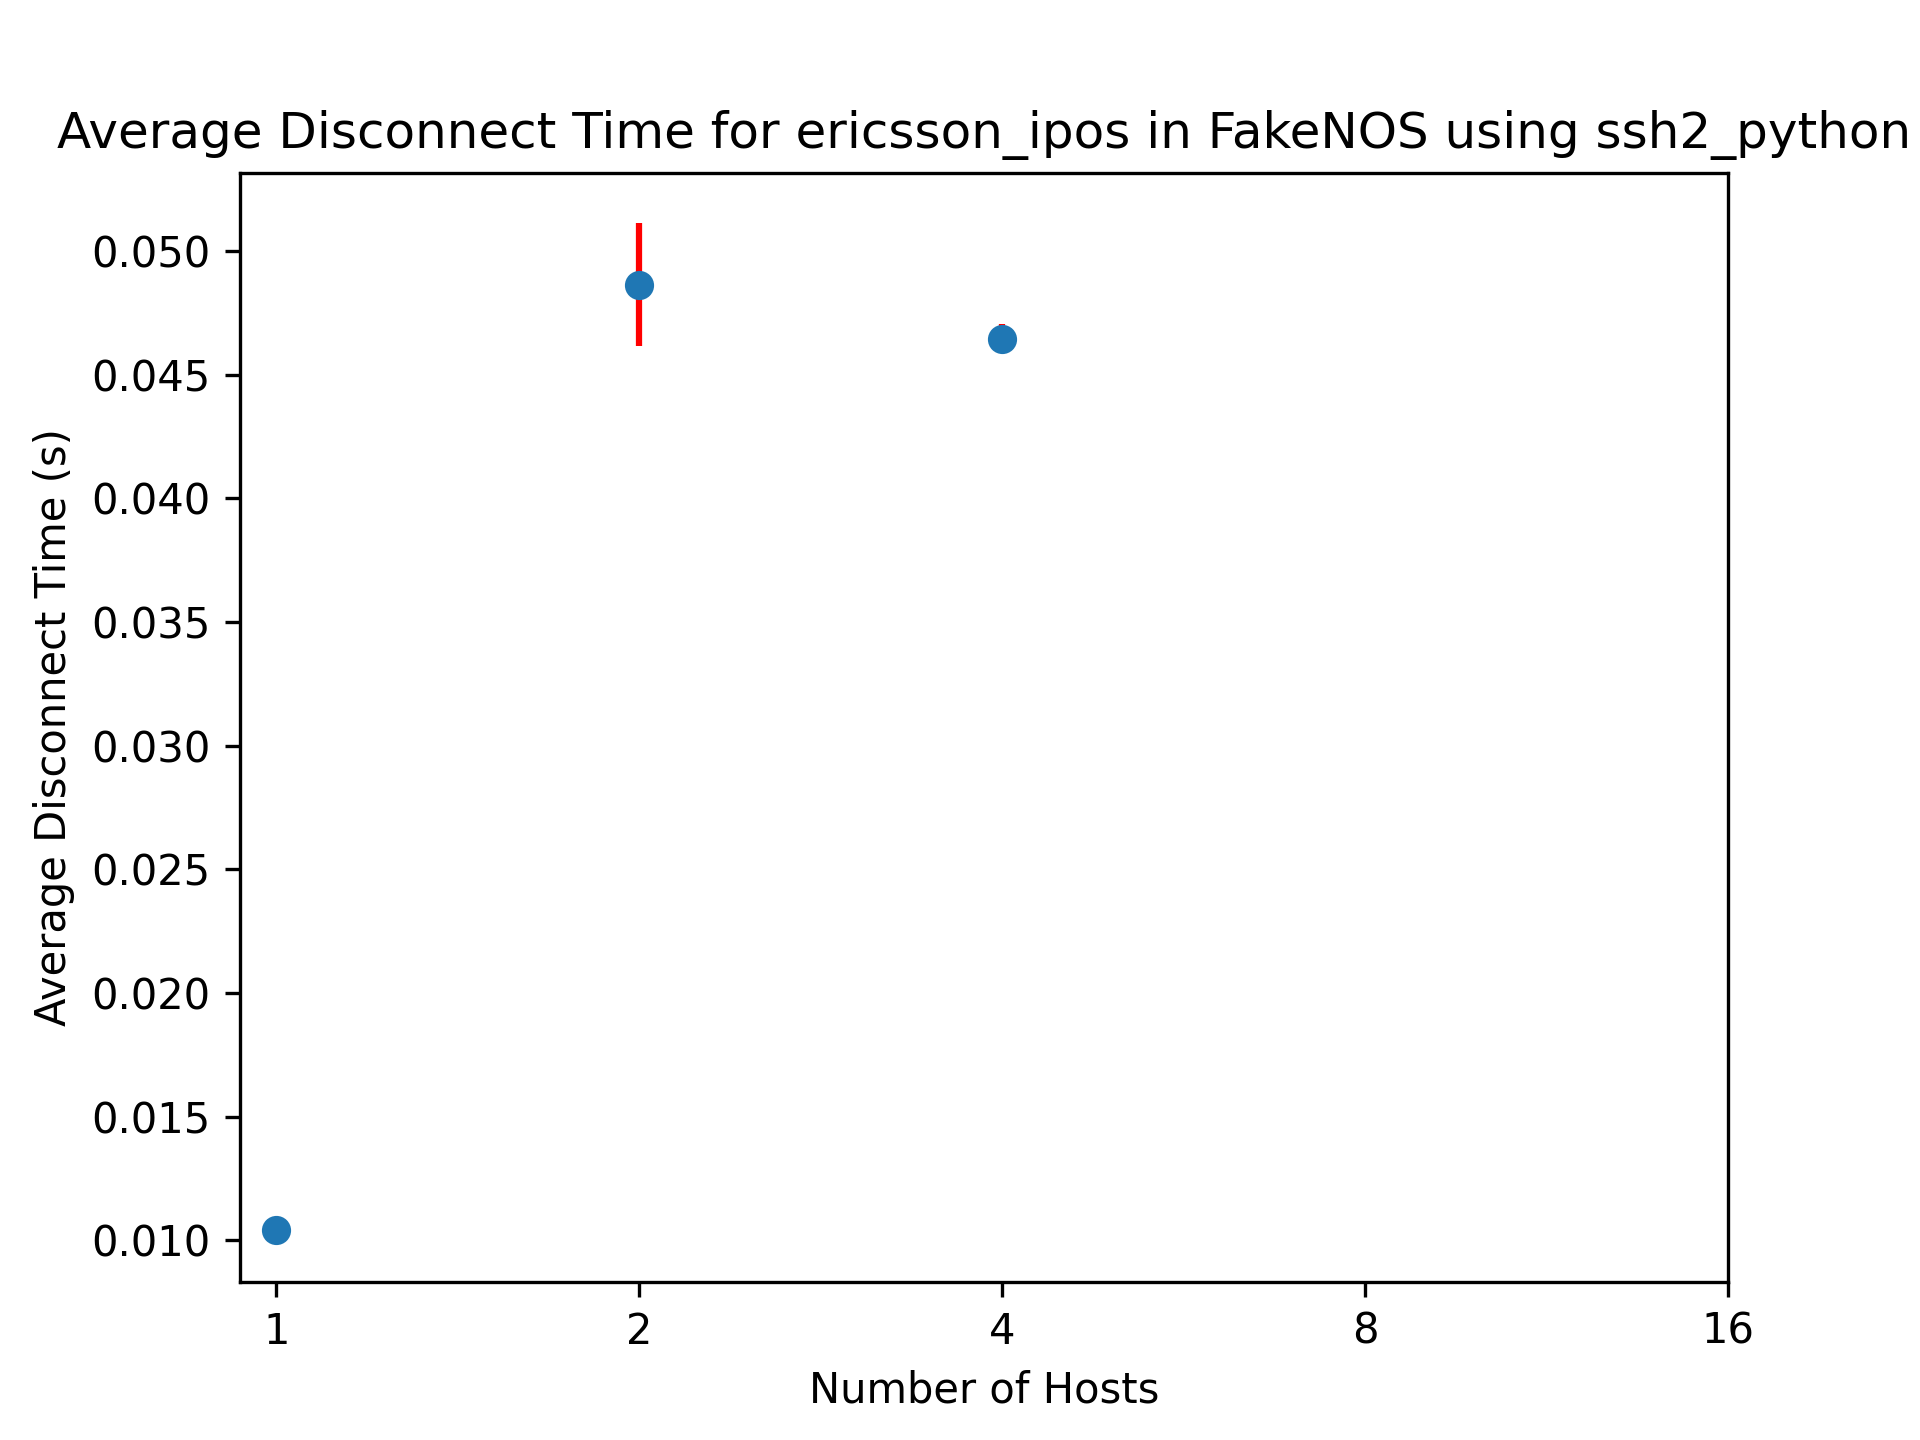 Average Disconnect Time for ericsson_ipos in FakeNOS using ssh2_python
Average Disconnect Time (s)
0.050
0.045
0.040
0.035
0.030
0.025
0.020
0.015
0.010
1 2 4 8 16
Number of Hosts